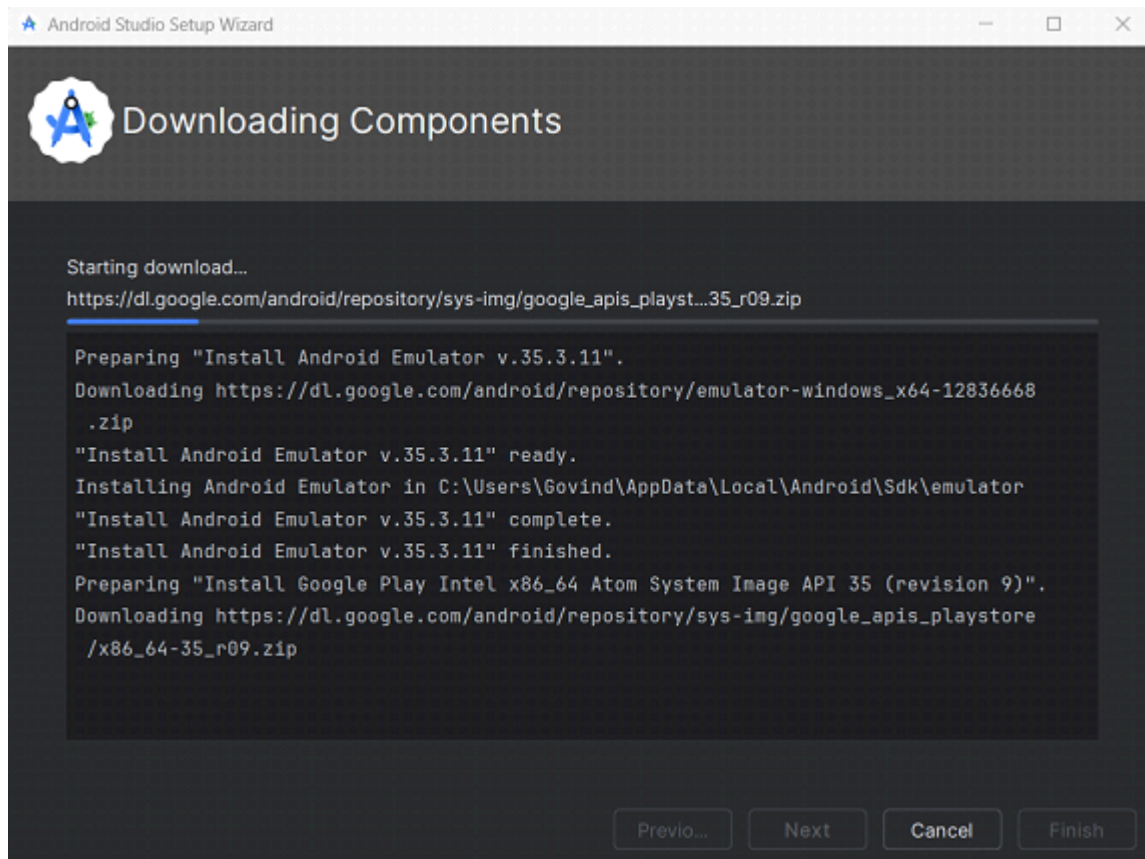 Android Studio Setup Wizard
Downloading Components
Starting download...
https://dl.google.com/android/repository/sys-img/google_apis_playst...35_r09.zip
Preparing "Install Android Emulator v.35.3.11".
Downloading https://dl.google.com/android/repository/emulator-windows_x64-12836668
.zip
"Install Android Emulator v.35.3.11" ready.
Installing Android Emulator in C:\Users\Govind\AppData\Local\Android\Sdk\emulator
"Install Android Emulator v.35.3.11" complete.
"Install Android Emulator v.35.3.11" finished.
Preparing "Install Google Play Intel x86_64 Atom System Image API 35 (revision 9)".
Downloading https://dl.google.com/android/repository/sys-img/google_apis_playstore
/x86_64-35_r09.zip
Previo... Next Cancel Finish